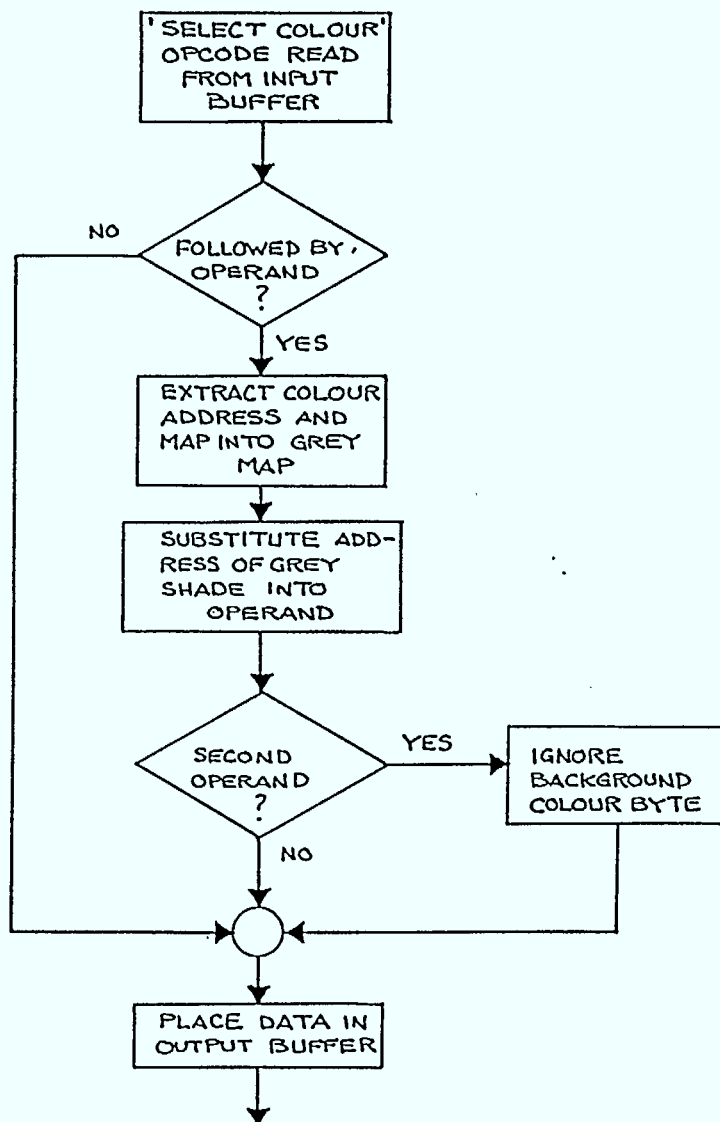 'SELECT COLOUR'
OPCODE READ
FROM INPUT
BUFFER
NO
FOLLOWED BY
OPERAND
?
YES
EXTRACT COLOUR
ADDRESS AND
MAP INTO GREY
MAP
SUBSTITUTE ADD-
RESS OF GREY
SHADE INTO
OPERAND
SECOND
OPERAND
?
YES
IGNORE
BACKGROUND
COLOUR BYTE
NO
PLACE DATA IN
OUTPUT BUFFER